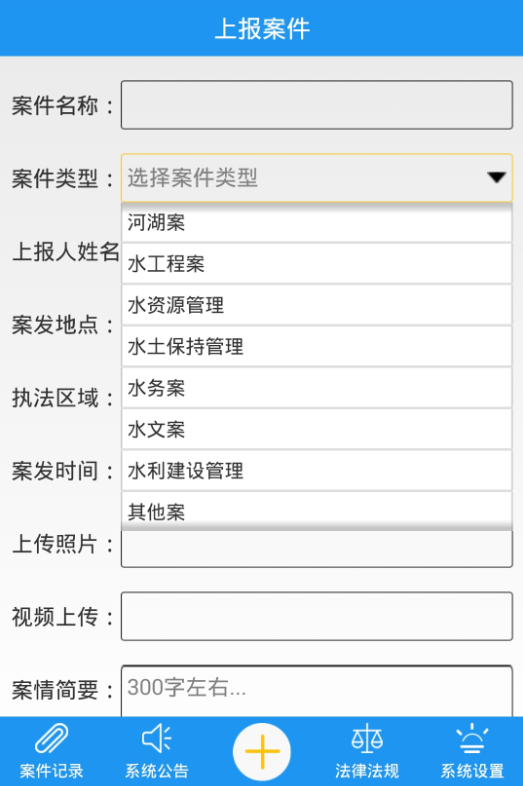 上报案件
案件名称：
案件类型：
选择案件类型
河湖案
上报人姓名
水工程案
水资源管理
案发地点：
水土保持管理
执法区域：
水务案
水文案
案发时间：
水利建设管理
其他案
上传照片：
视频上传：
案情简要：
300字左右...
案件记录
系统公告
法律法规
系统设置